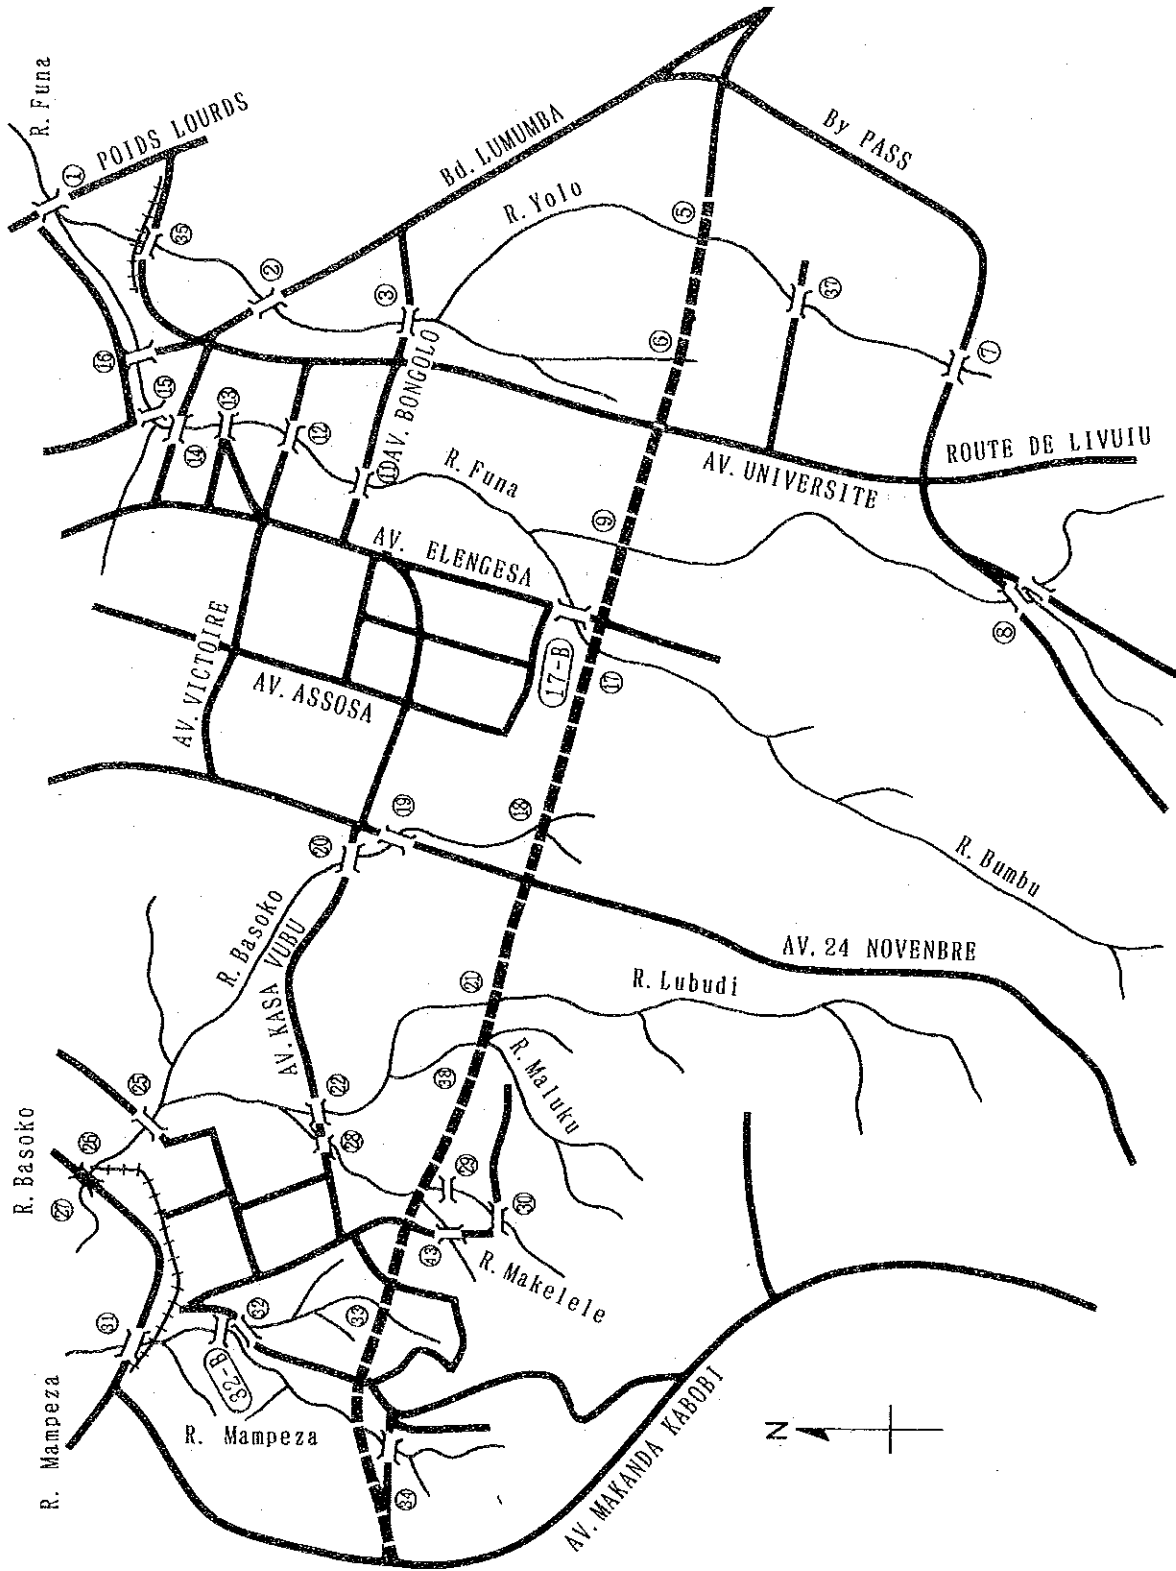 R. Funa
①
POIDS LOURDS
㉟
Bd. LUMUMBA
②
R. Yolo
By PASS
③
⑤
⑯
⑮
⑬
⑭
⑫
AV. BONGOLO
⑪
⑥
㊲
⑦
R. Funa
AV. UNIVERSITE
ROUTE DE LIVUIU
⑨
AV. ELENGESA
AV. VICTOIRE
AV. ASSOSA
17-B
⑰
⑧
⑲
⑳
⑱
R. Bumbu
R. Basoko
AV. KASA VUBU
AV. 24 NOVENBRE
㉑
R. Lubudi
R. Basoko
㉕
㉖
㉗
㉒
㉘
㊳
R. Maluku
㉙
㉚
㊸
R. Makelele
㉛
㉜
㉝
32-B
R. Mampeza
R. Mampeza
㉞
AV. MAKANDA KABOBI
N